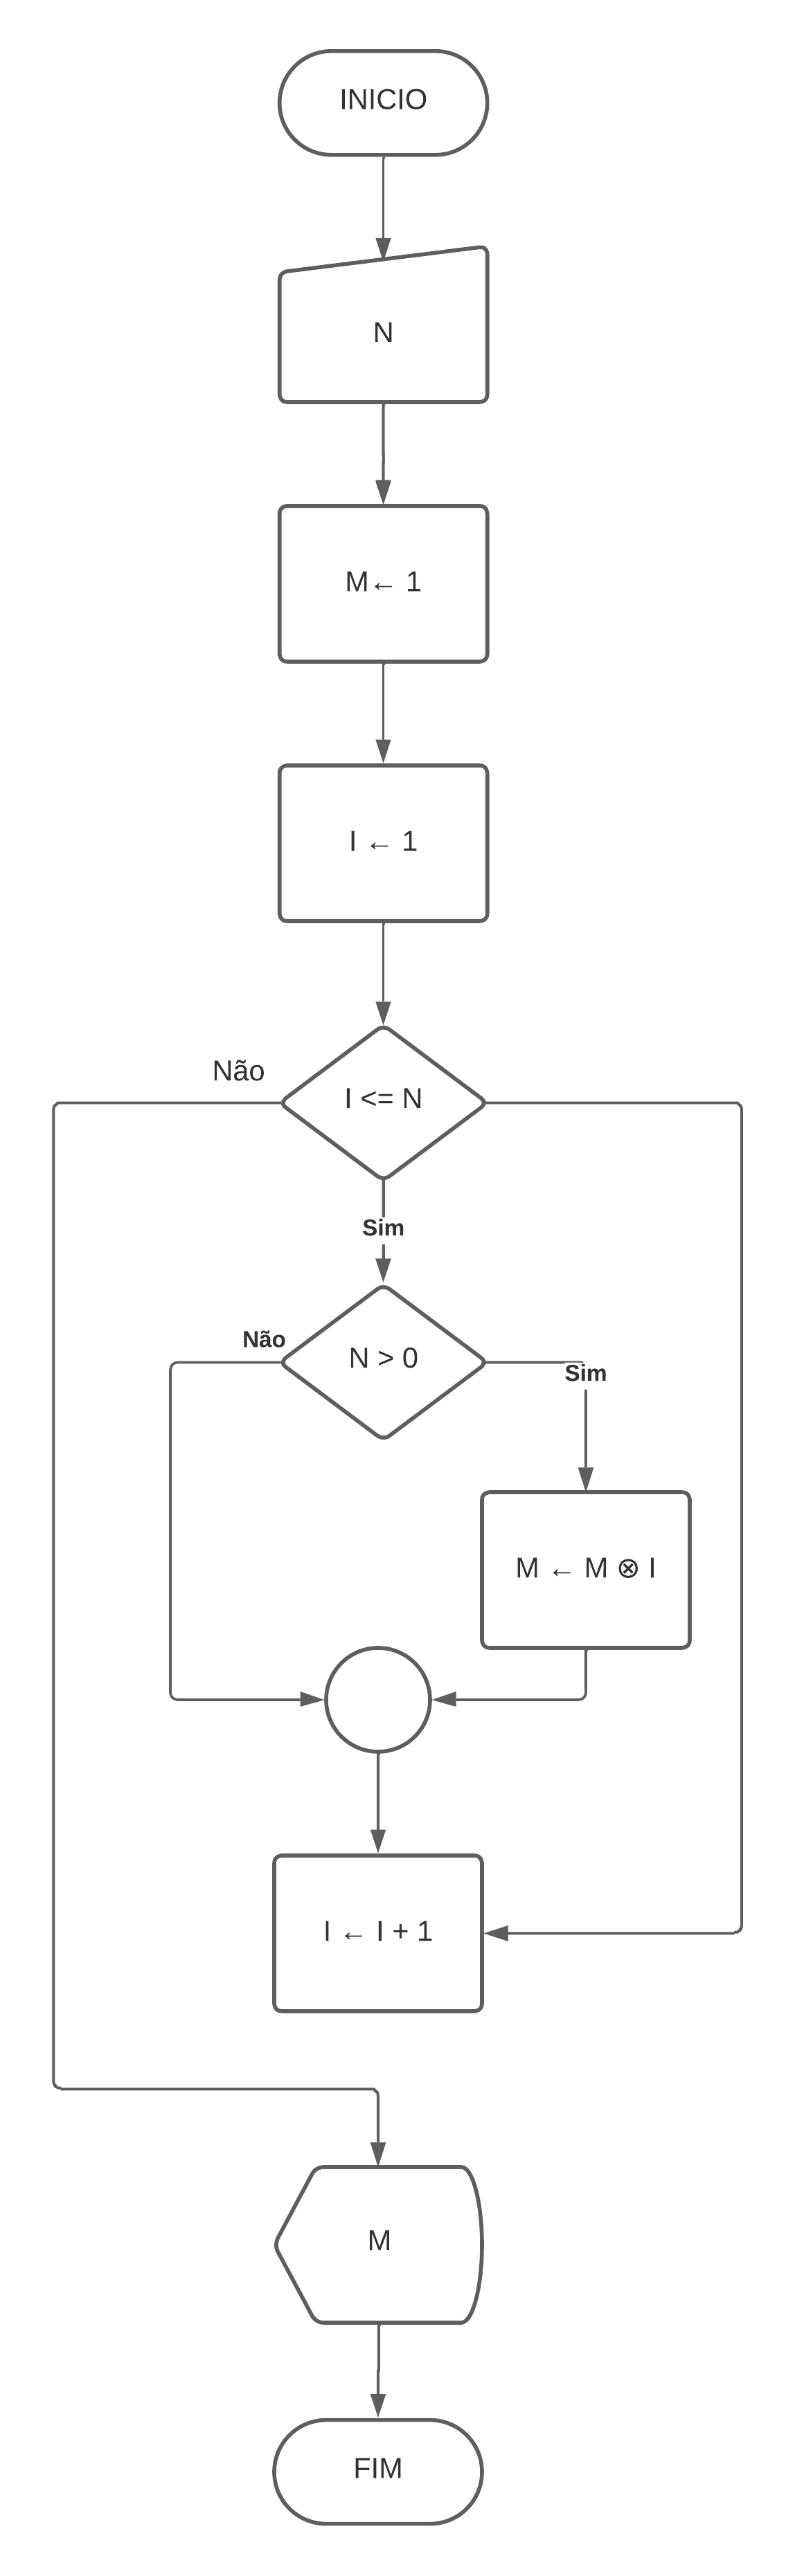 INICIO
N
M← 1
I ← 1
Não
I <= N
Sim
Não
N > 0
Sim
M ← M ⊗ I
I ← I + 1
M
FIM